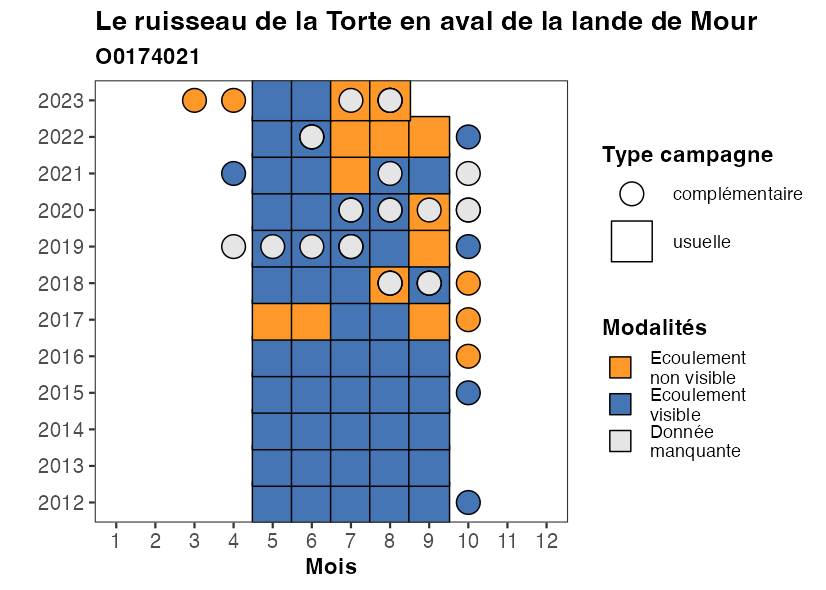 Le ruisseau de la Torte en aval de la lande de Mour
O0174021
2023
2022
2021
2020
2019
2018
2017
2016
2015
2014
2013
2012
1 2 3 4 5 6 7 8 9 10 11 12
Mois
Type campagne
complémentaire
usuelle
Modalités
Ecoulement
non visible
Ecoulement
visible
Donnée
manquante